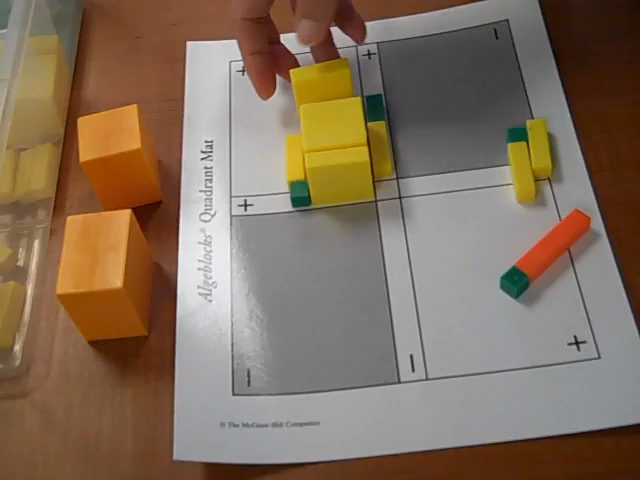 + + −
Algeblocks® Quadrant Mat
+
− − +
© The McGraw-Hill Companies